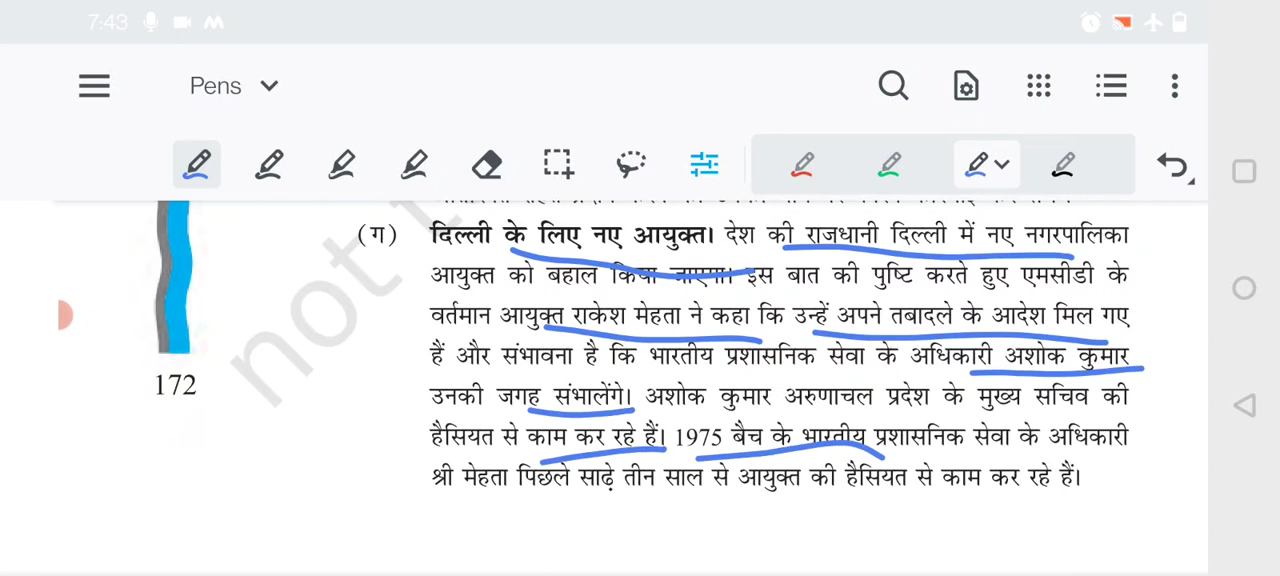 7:43
Pens
not
(ग) दिल्ली के लिए नए आयुक्त। देश की राजधानी दिल्ली में नए नगरपालिका
आयुक्त को बहाल किया जाएगा। इस बात की पुष्टि करते हुए एमसीडी के
वर्तमान आयुक्त राकेश मेहता ने कहा कि उन्हें अपने तबादले के आदेश मिल गए
हैं और संभावना है कि भारतीय प्रशासनिक सेवा के अधिकारी अशोक कुमार
172
उनकी जगह संभालेंगे। अशोक कुमार अरुणाचल प्रदेश के मुख्य सचिव की
हैसियत से काम कर रहे हैं। 1975 बैच के भारतीय प्रशासनिक सेवा के अधिकारी
श्री मेहता पिछले साढ़े तीन साल से आयुक्त की हैसियत से काम कर रहे हैं।